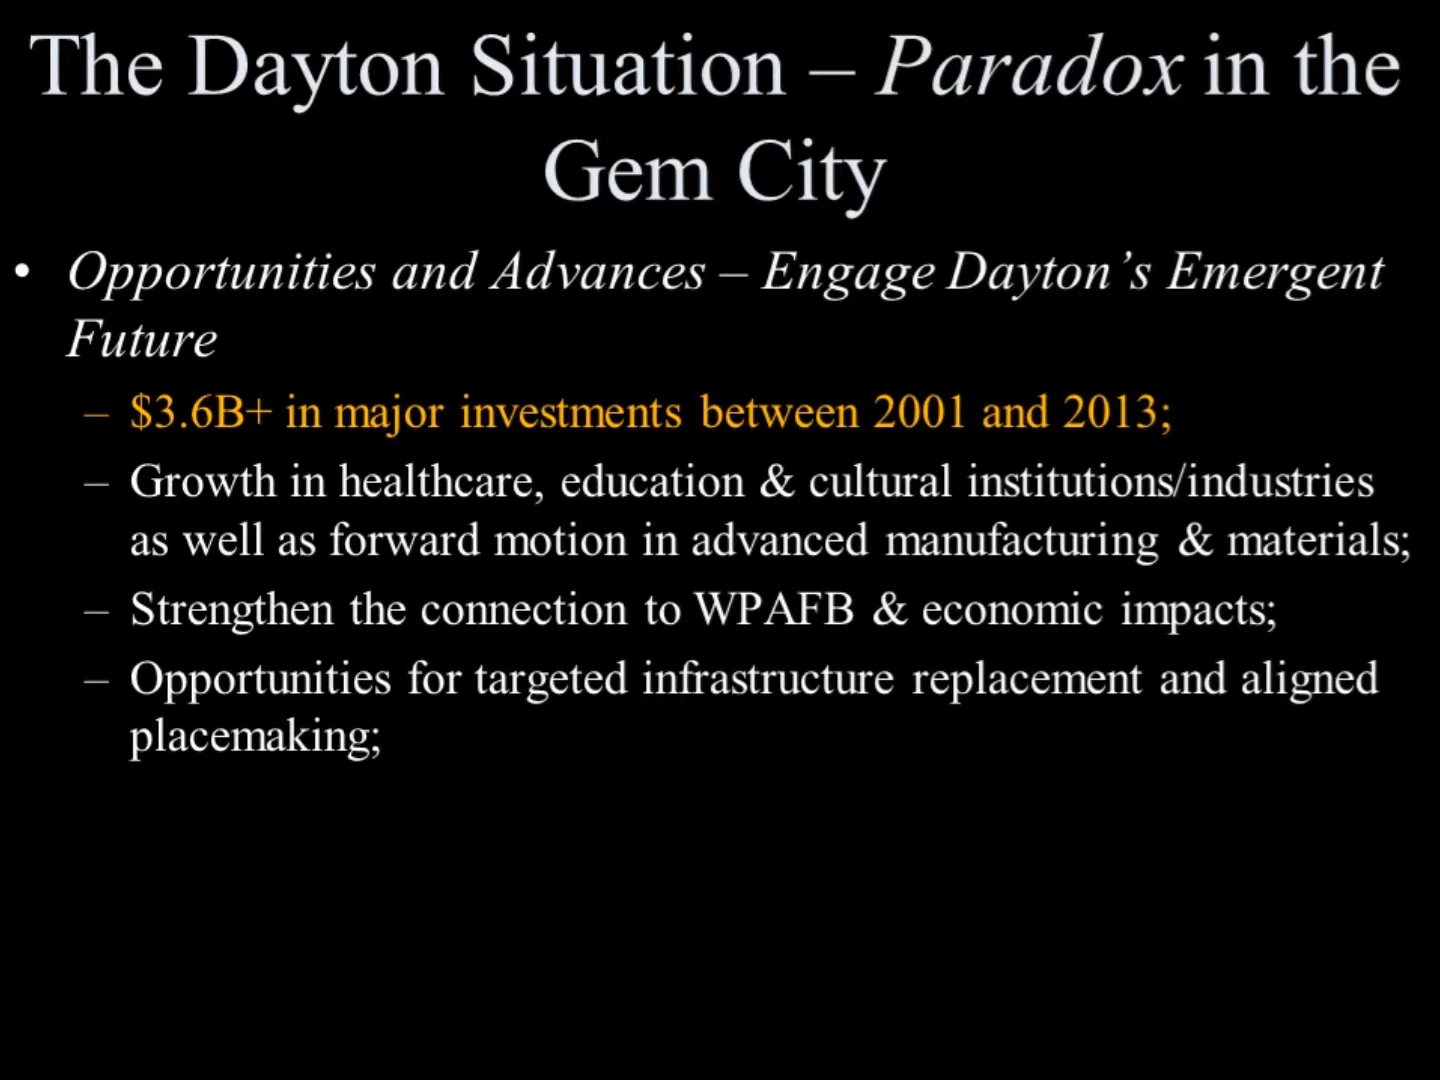 The Dayton Situation – Paradox in the
Gem City
• Opportunities and Advances – Engage Dayton’s Emergent
Future
– $3.6B+ in major investments between 2001 and 2013;
– Growth in healthcare, education & cultural institutions/industries
as well as forward motion in advanced manufacturing & materials;
– Strengthen the connection to WPAFB & economic impacts;
– Opportunities for targeted infrastructure replacement and aligned
placemaking;